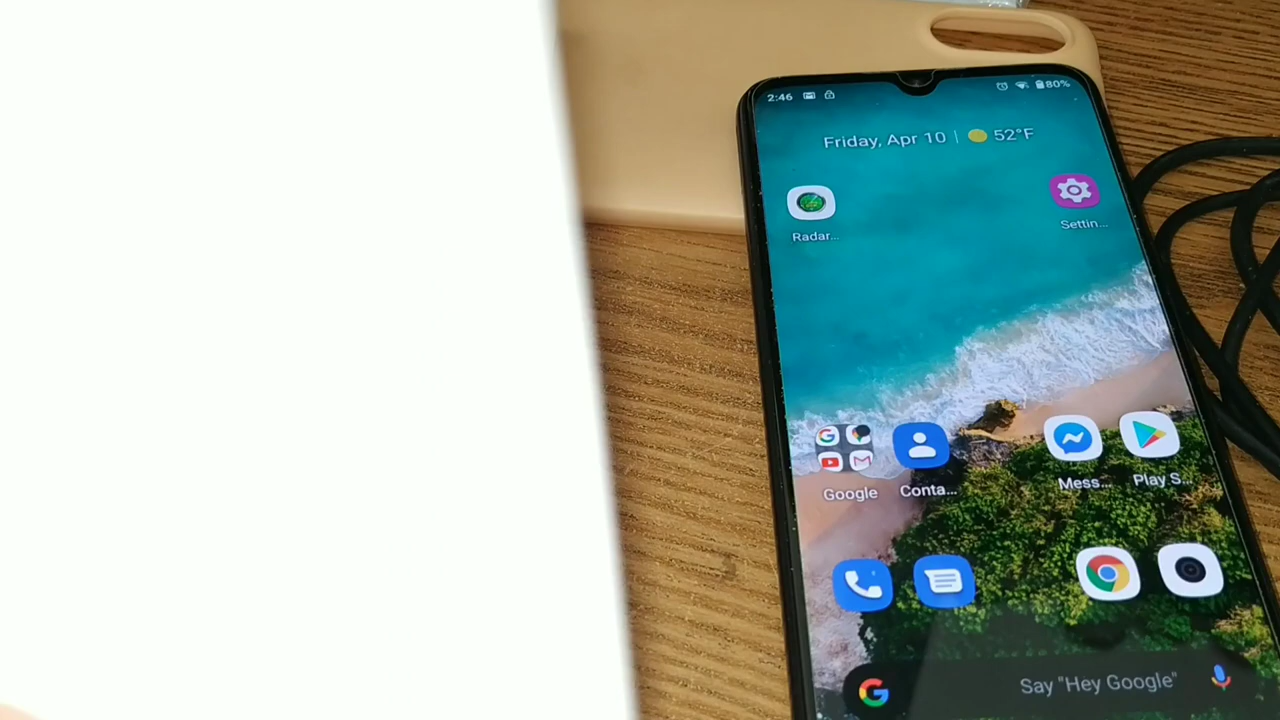 2:46 80%
Friday, Apr 10 | 52°F
Radar...
Settin...
Google Conta... Mess... Play S...
G Say "Hey Google"